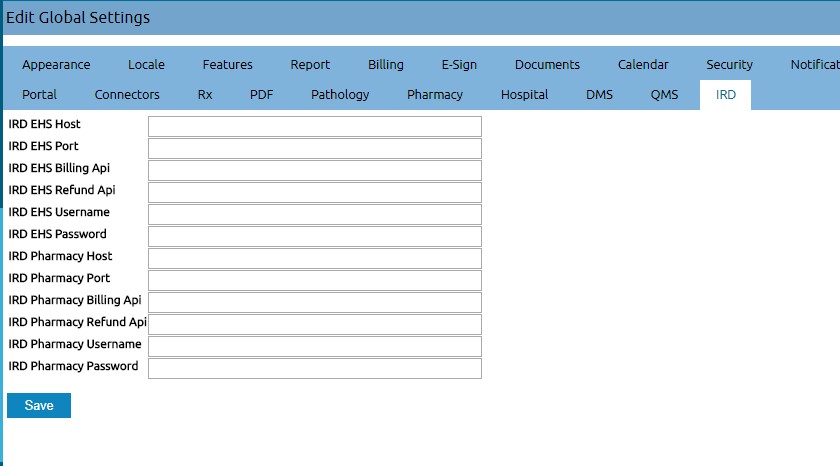 Edit Global Settings
Appearance Locale Features Report Billing E-Sign Documents Calendar Security Notificat
Portal Connectors Rx PDF Pathology Pharmacy Hospital DMS QMS IRD
IRD EHS Host
IRD EHS Port
IRD EHS Billing Api
IRD EHS Refund Api
IRD EHS Username
IRD EHS Password
IRD Pharmacy Host
IRD Pharmacy Port
IRD Pharmacy Billing Api
IRD Pharmacy Refund Api
IRD Pharmacy Username
IRD Pharmacy Password
Save